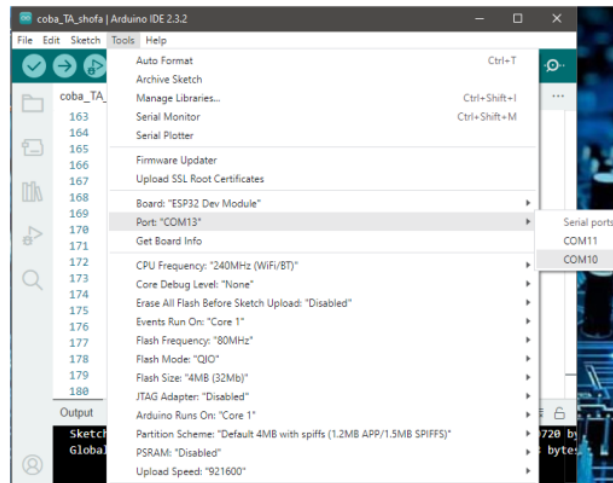 coba_TA_shofa | Arduino IDE 2.3.2
File Edit Sketch Tools Help
Auto Format Ctrl+T
Archive Sketch
Manage Libraries... Ctrl+Shift+I
Serial Monitor Ctrl+Shift+M
Serial Plotter
Firmware Updater
Upload SSL Root Certificates
Board: "ESP32 Dev Module"
Port: "COM13"
Get Board Info
CPU Frequency: "240MHz (WiFi/BT)"
Core Debug Level: "None"
Erase All Flash Before Sketch Upload: "Disabled"
Events Run On: "Core 1"
Flash Frequency: "80MHz"
Flash Mode: "QIO"
Flash Size: "4MB (32Mb)"
JTAG Adapter: "Disabled"
Arduino Runs On: "Core 1"
Partition Scheme: "Default 4MB with spiffs (1.2MB APP/1.5MB SPIFFS)"
PSRAM: "Disabled"
Upload Speed: "921600"
Serial ports
COM11
COM10
coba_TA_
163
164
165
166
167
168
169
170
171
172
173
174
175
176
177
178
179
180
Output
Sketch
720 by
Global
bytes